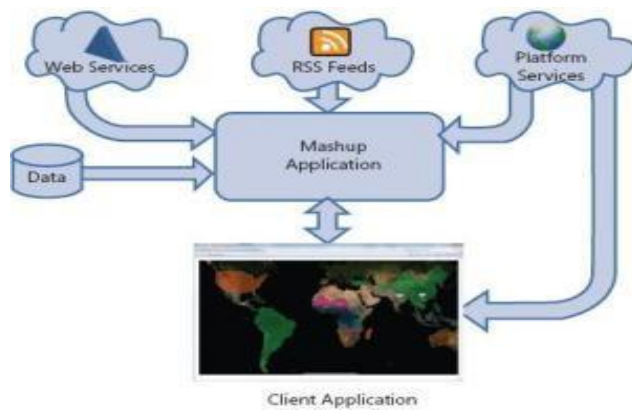 Web Services
RSS Feeds
Platform
Services
Mashup
Application
Data
Client Application